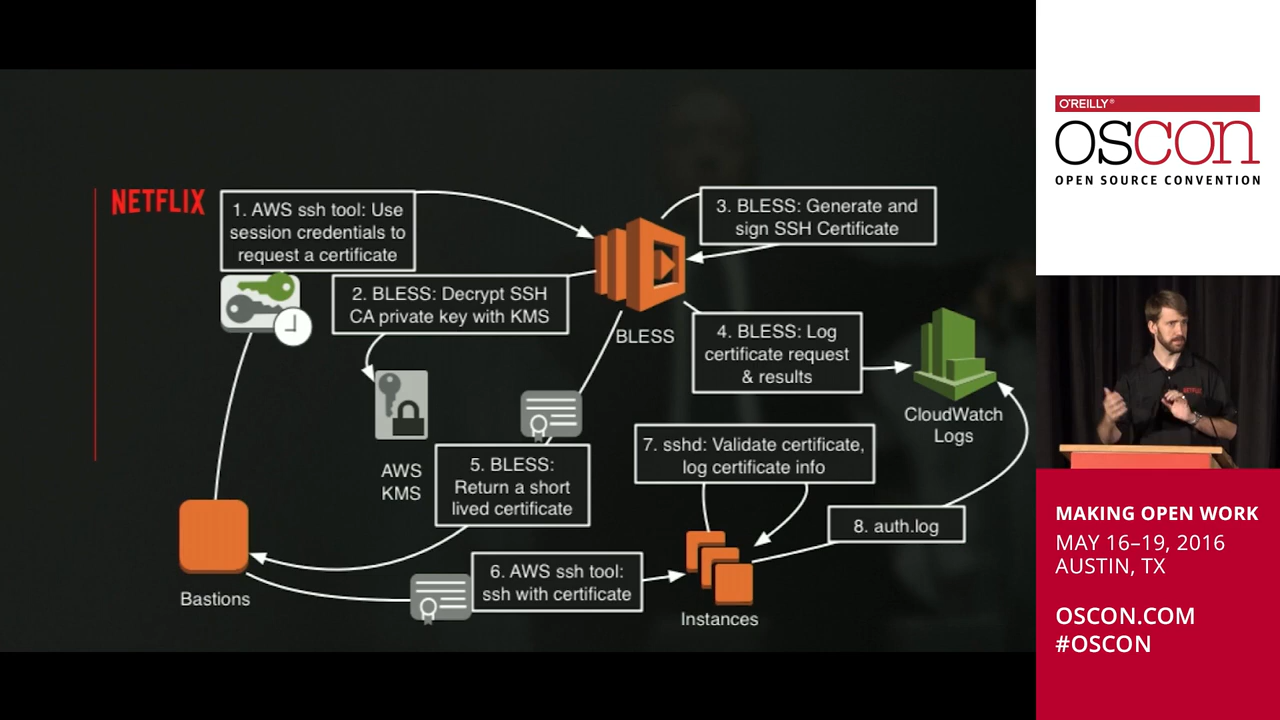 NETFLIX
1. AWS ssh tool: Use
session credentials to
request a certificate
2. BLESS: Decrypt SSH
CA private key with KMS
3. BLESS: Generate and
sign SSH Certificate
BLESS
4. BLESS: Log
certificate request
& results
CloudWatch
Logs
AWS
KMS
5. BLESS:
Return a short
lived certificate
7. sshd: Validate certificate,
log certificate info
8. auth.log
Bastions
6. AWS ssh tool:
ssh with certificate
Instances
O'REILLY®
OSCON
OPEN SOURCE CONVENTION
NETFLIX
MAKING OPEN WORK
MAY 16–19, 2016
AUSTIN, TX
OSCON.COM
#OSCON